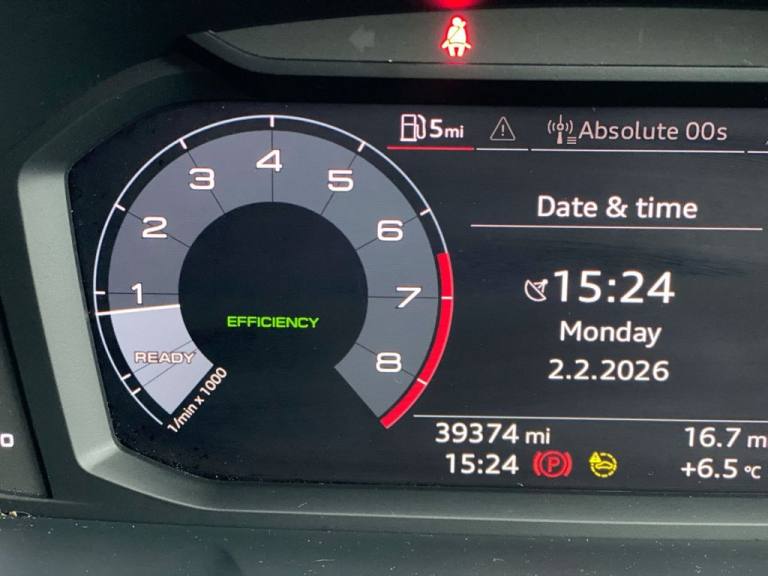 5mi
Absolute 00s
Date & time
15:24
Monday
2.2.2026
1
2
3
4
5
6
7
8
READY
EFFICIENCY
1/min x 1000
39374 mi
16.7 m
15:24
P
+6.5 °C
0